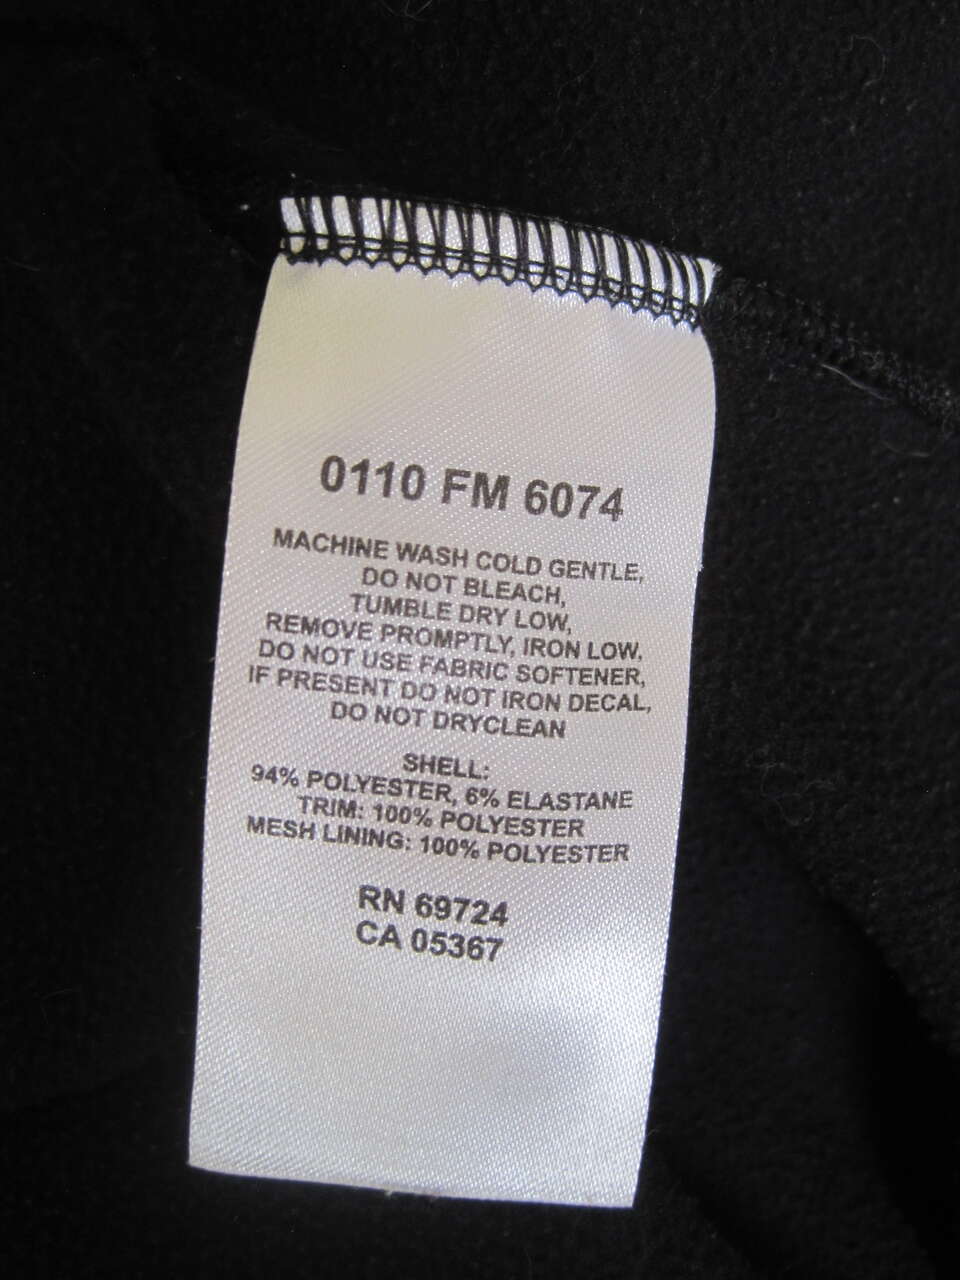 0110 FM 6074
MACHINE WASH COLD GENTLE,
DO NOT BLEACH,
TUMBLE DRY LOW,
REMOVE PROMPTLY, IRON LOW,
DO NOT USE FABRIC SOFTENER,
IF PRESENT DO NOT IRON DECAL,
DO NOT DRYCLEAN
SHELL:
94% POLYESTER, 6% ELASTANE
TRIM: 100% POLYESTER
MESH LINING: 100% POLYESTER
RN 69724
CA 05367